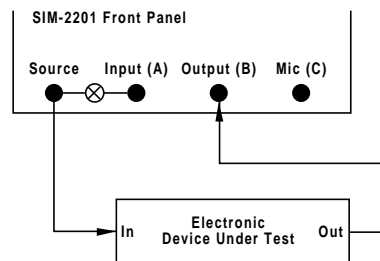 SIM-2201 Front Panel
Source Input (A) Output (B) Mic (C)
In
Electronic
Device Under Test
Out